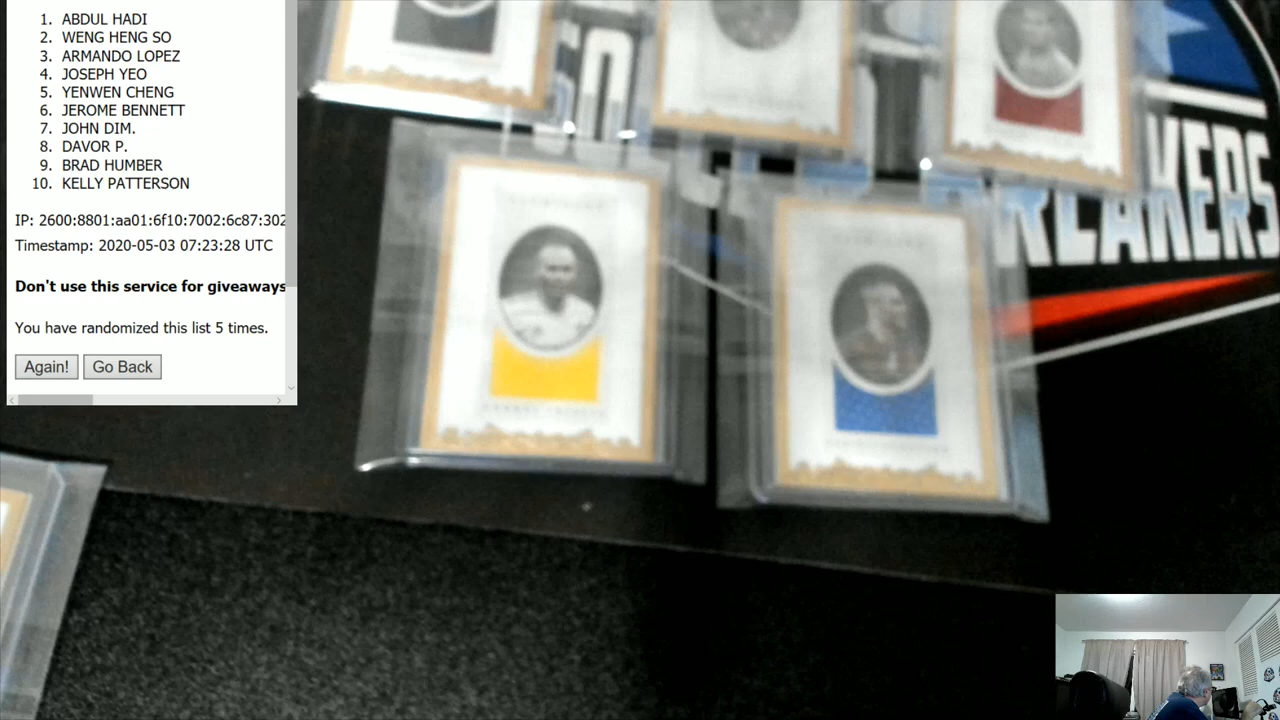 1. ABDUL HADI
2. WENG HENG SO
3. ARMANDO LOPEZ
4. JOSEPH YEO
5. YENWEN CHENG
6. JEROME BENNETT
7. JOHN DIM.
8. DAVOR P.
9. BRAD HUMBER
10. KELLY PATTERSON
IP: 2600:8801:aa01:6f10:7002:6c87:302
Timestamp: 2020-05-03 07:23:28 UTC
Don't use this service for giveaways
You have randomized this list 5 times.
Again! Go Back
BREAKERS